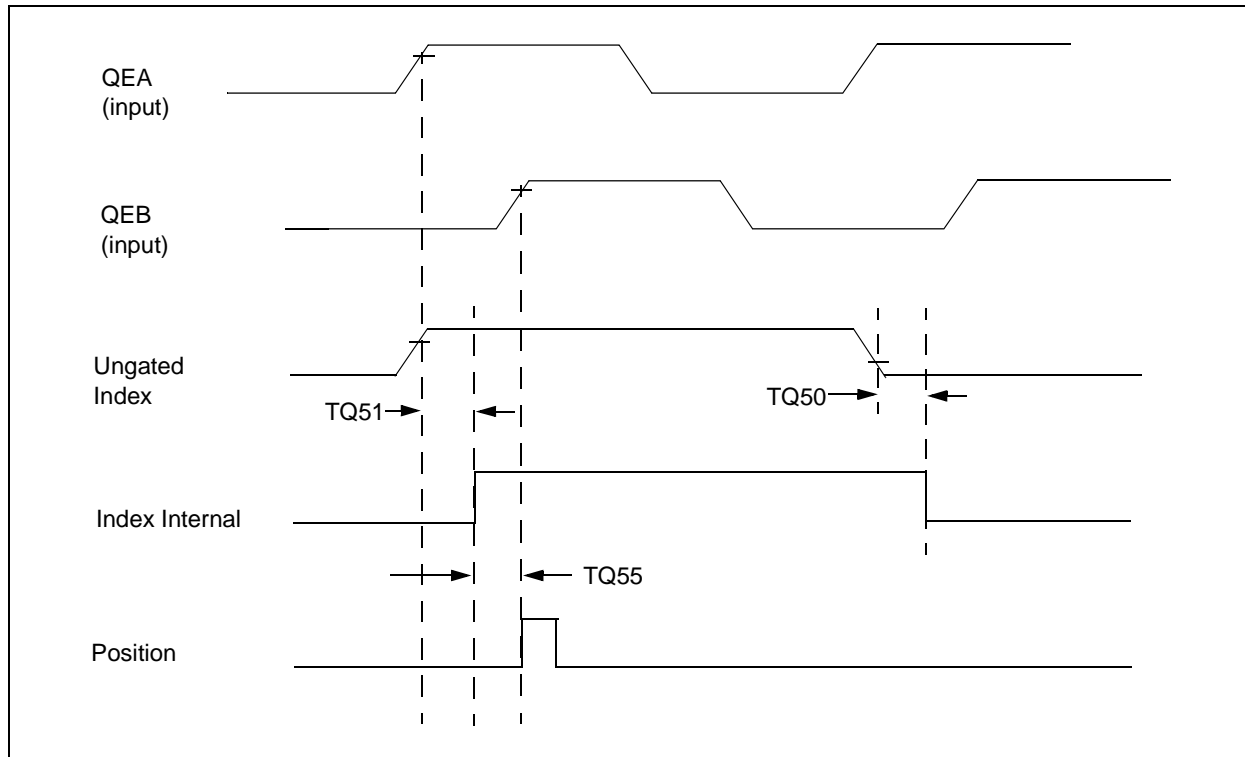 QEA
(input)
QEB
(input)
Ungated
Index
TQ51
TQ50
Index Internal
TQ55
Position